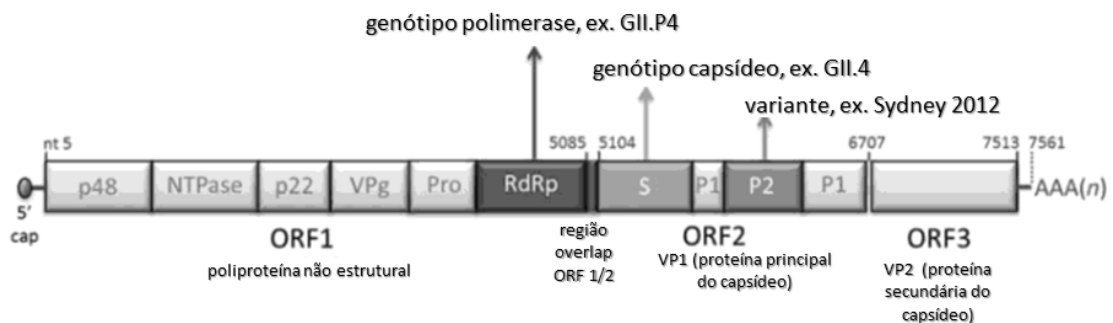 genótipo polimerase, ex. GII.P4
genótipo capsídeo, ex. GII.4
variante, ex. Sydney 2012
nt 5
5085
5104
6707
7513
7561
p48
NTPase
p22
VPg
Pro
RdRp
S
P1
P2
P1
AAA(n)
5'
cap
ORF1
poliproteína não estrutural
região
overlap
ORF 1/2
ORF2
VP1 (proteína principal
do capsídeo)
ORF3
VP2 (proteína
secundária do
capsídeo)